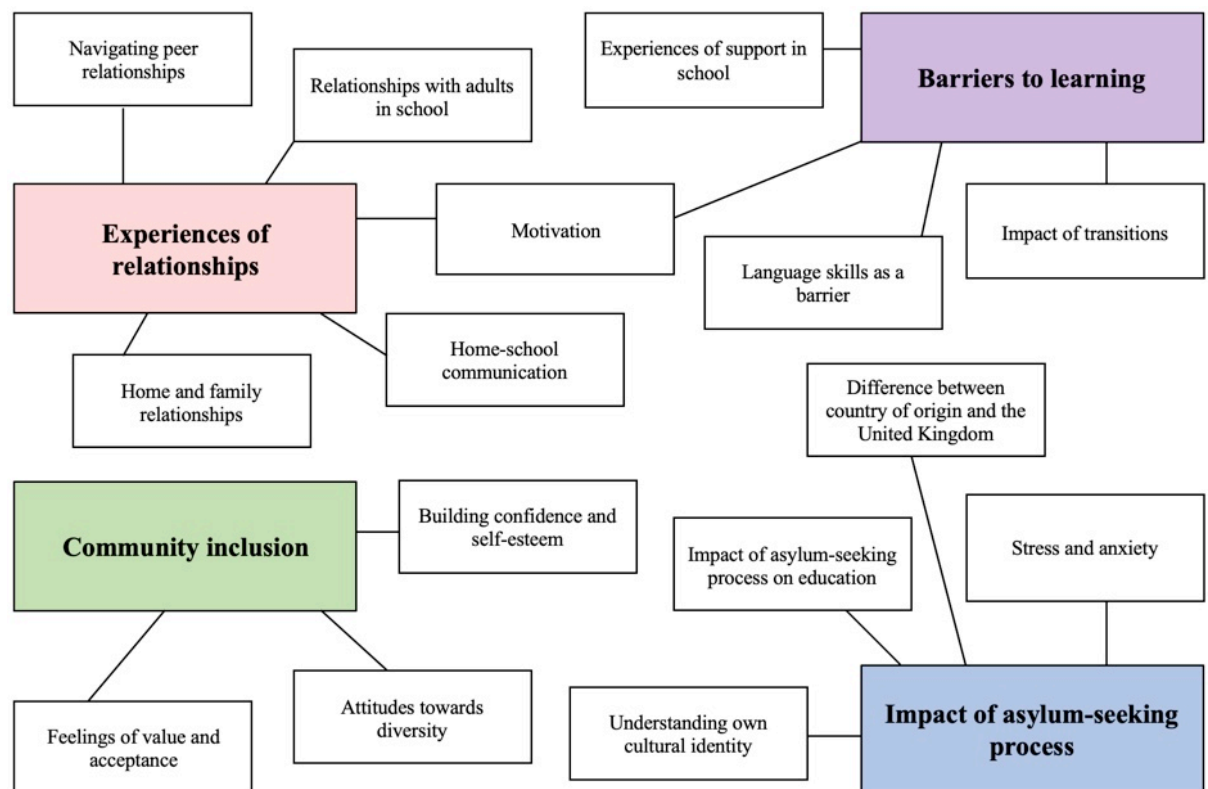 Navigating peer
relationships
Relationships with adults
in school
Experiences of support in
school
Barriers to learning
Experiences of
relationships
Motivation
Language skills as a
barrier
Impact of transitions
Home and family
relationships
Home-school
communication
Difference between
country of origin and the
United Kingdom
Community inclusion
Building confidence and
self-esteem
Impact of asylum-seeking
process on education
Stress and anxiety
Feelings of value and
acceptance
Attitudes towards
diversity
Understanding own
cultural identity
Impact of asylum-seeking
process